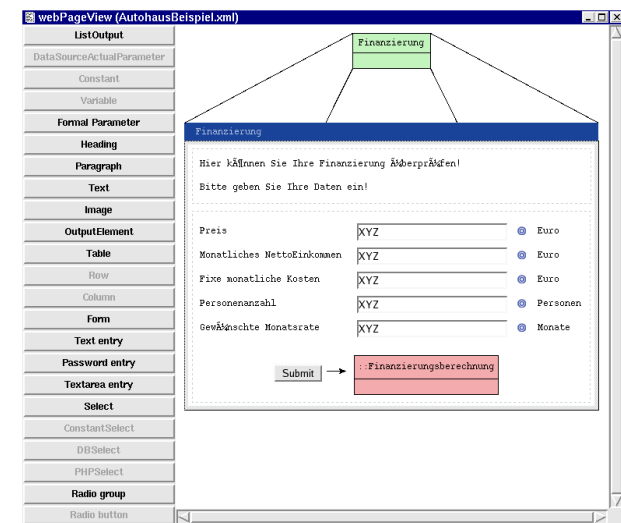 webPageView (AutohausBeispiel.xml)
ListOutput
DataSourceActualParameter
Constant
Variable
Formal Parameter
Heading
Paragraph
Text
Image
OutputElement
Table
Row
Column
Form
Text entry
Password entry
Textarea entry
Select
ConstantSelect
DBSelect
PHPSelect
Radio group
Radio button
Finanzierung
Finanzierung
Hier kÃ¶nnen Sie Ihre Finanzierung Ã¼berprÃ¼fen!
Bitte geben Sie Ihre Daten ein!
Preis XYZ Euro
Monatliches NettoEinkommen XYZ Euro
Fixe monatliche Kosten XYZ Euro
Personenanzahl XYZ Personen
GewÃ¼nschte Monatsrate XYZ Monate
Submit ::Finanzierungsberechnung